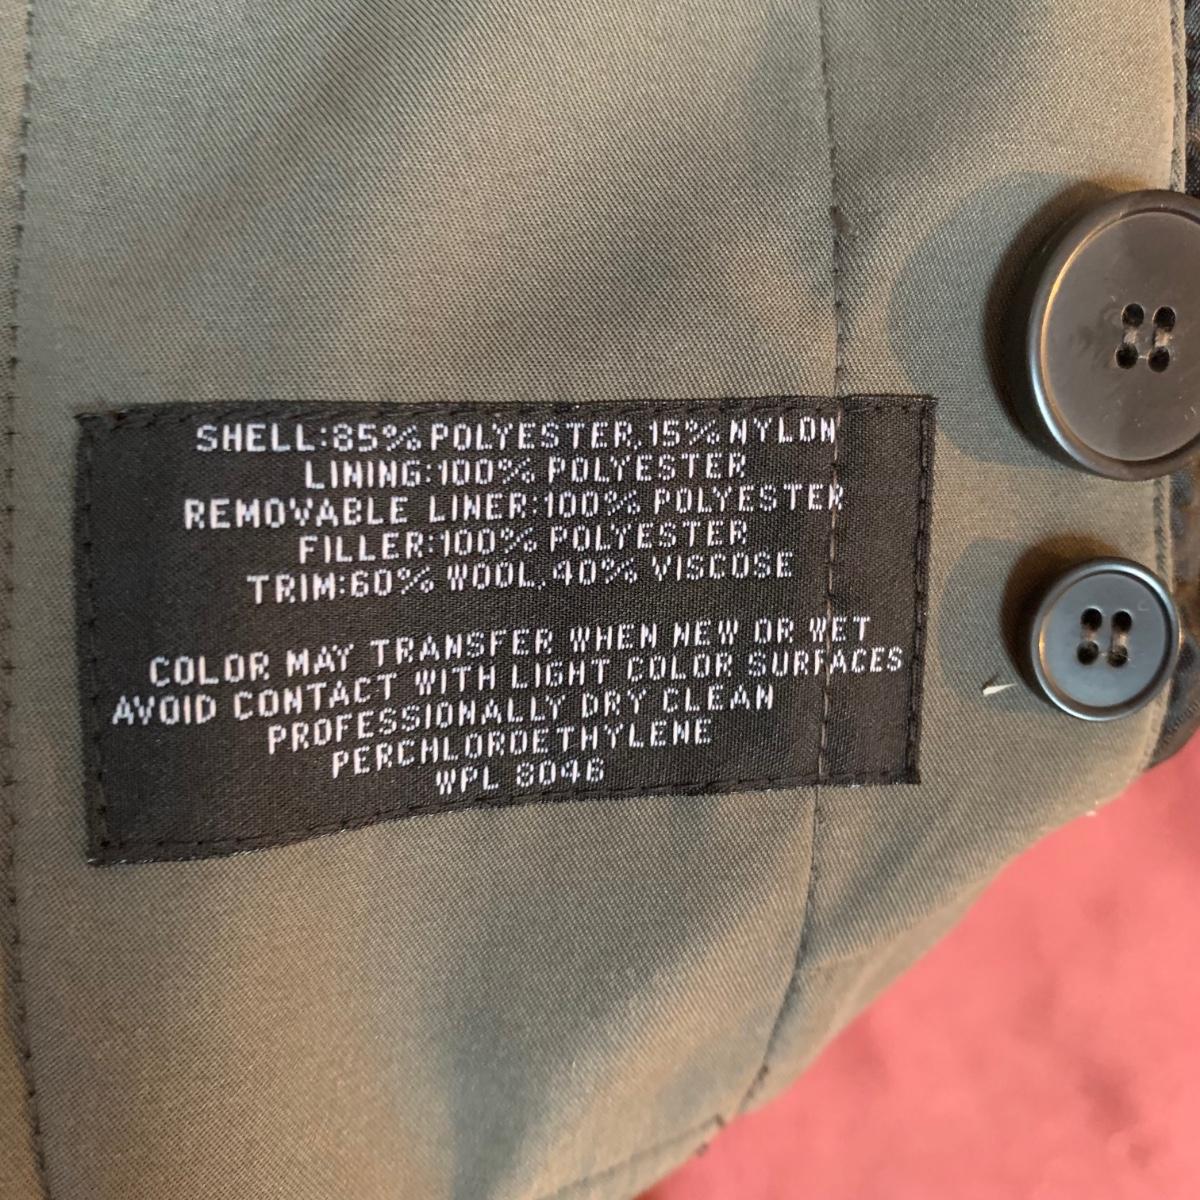 SHELL:85% POLYESTER,15% NYLON
LINING:100% POLYESTER
REMOVABLE LINER:100% POLYESTER
FILLER:100% POLYESTER
TRIM:60% WOOL,40% VISCOSE
COLOR MAY TRANSFER WHEN NEW OR WET
AVOID CONTACT WITH LIGHT COLOR SURFACES
PROFESSIONALLY DRY CLEAN
PERCHLOROETHYLENE
WPL 8046